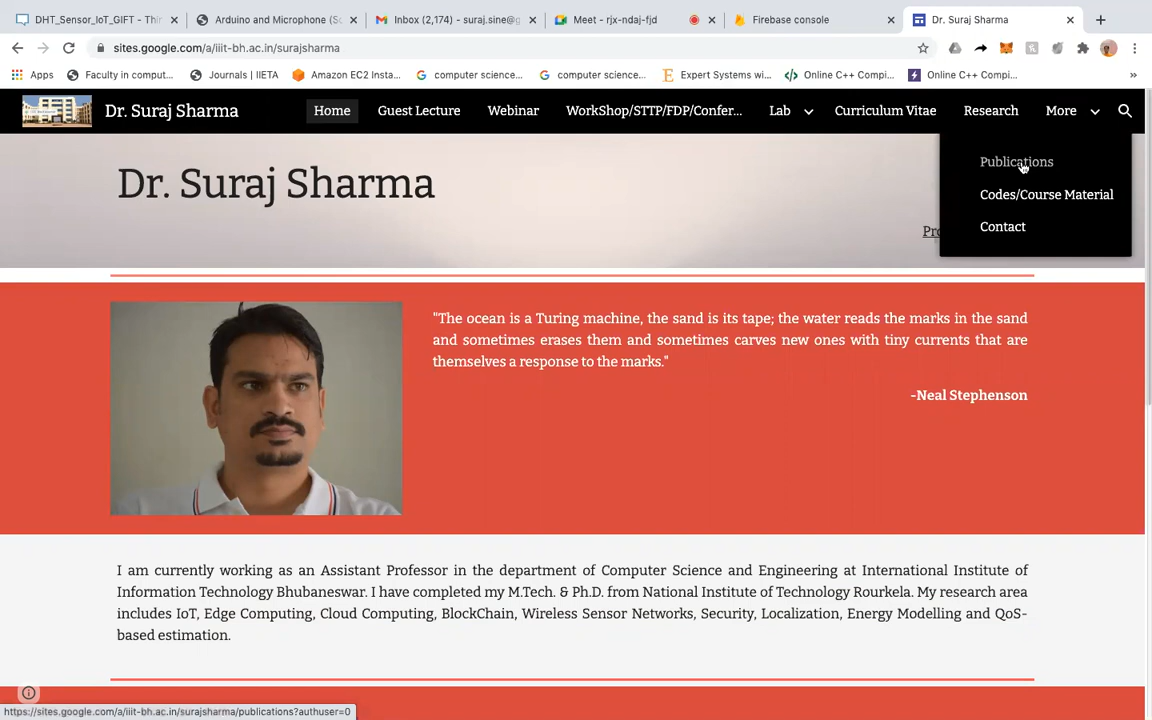 DHT_Sensor_IoT_GIFT - Thi
Arduino and Microphone (So
Inbox (2,174) - suraj.sine@g
Meet - rjx-ndaj-fjd
Firebase console
Dr. Suraj Sharma
sites.google.com/a/iiit-bh.ac.in/surajsharma
Apps
Faculty in comput...
Journals | IIETA
Amazon EC2 Insta...
computer science...
computer science...
Expert Systems wi...
Online C++ Compi...
Online C++ Compi...
Dr. Suraj Sharma
Home
Guest Lecture
Webinar
WorkShop/STTP/FDP/Confer...
Lab
Curriculum Vitae
Research
More
Publications
Codes/Course Material
Contact
Dr. Suraj Sharma
Pro
"The ocean is a Turing machine, the sand is its tape; the water reads the marks in the sand
and sometimes erases them and sometimes carves new ones with tiny currents that are
themselves a response to the marks."
-Neal Stephenson
I am currently working as an Assistant Professor in the department of Computer Science and Engineering at International Institute of
Information Technology Bhubaneswar. I have completed my M.Tech. & Ph.D. from National Institute of Technology Rourkela. My research area
includes IoT, Edge Computing, Cloud Computing, BlockChain, Wireless Sensor Networks, Security, Localization, Energy Modelling and QoS-
based estimation.
https://sites.google.com/a/iiit-bh.ac.in/surajsharma/publications?authuser=0